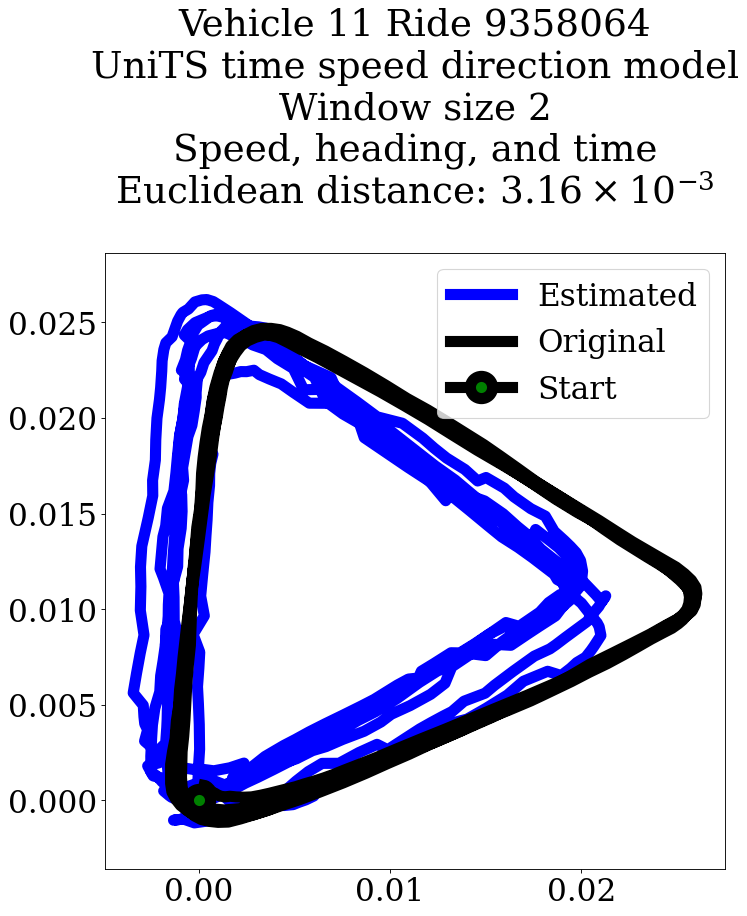 Vehicle 11 Ride 9358064
UniTS time speed direction model
Window size 2
Speed, heading, and time
Euclidean distance: 3.16 × 10⁻³
Estimated
Original
Start
0.025
0.020
0.015
0.010
0.005
0.000
0.00 0.01 0.02